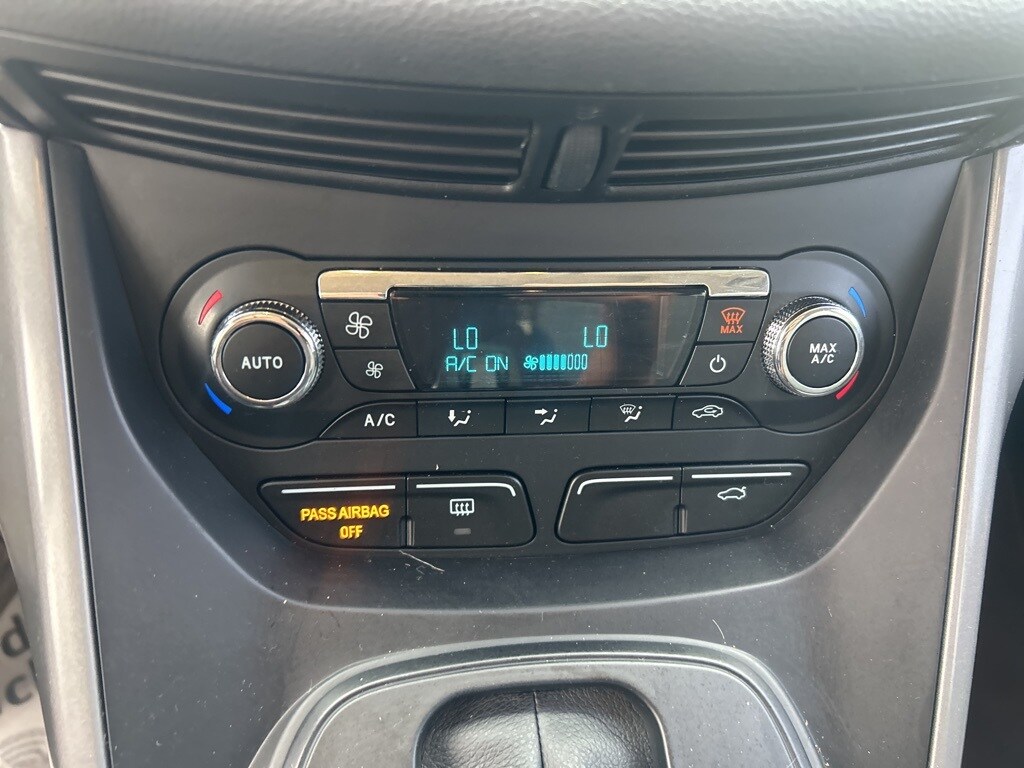 LO LO
A/C ON
AUTO
MAX
MAX
A/C
A/C
PASS AIRBAG
OFF
d
c